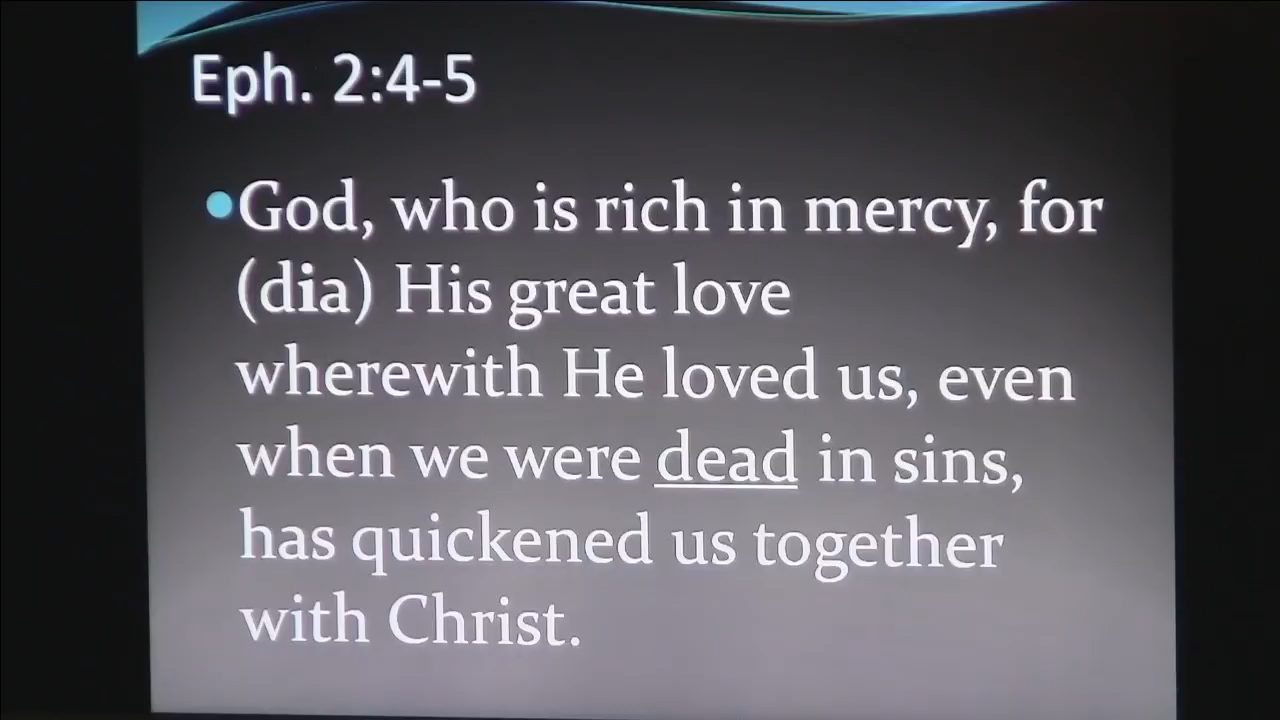 Eph. 2:4-5
•God, who is rich in mercy, for
(dia) His great love
wherewith He loved us, even
when we were dead in sins,
has quickened us together
with Christ.